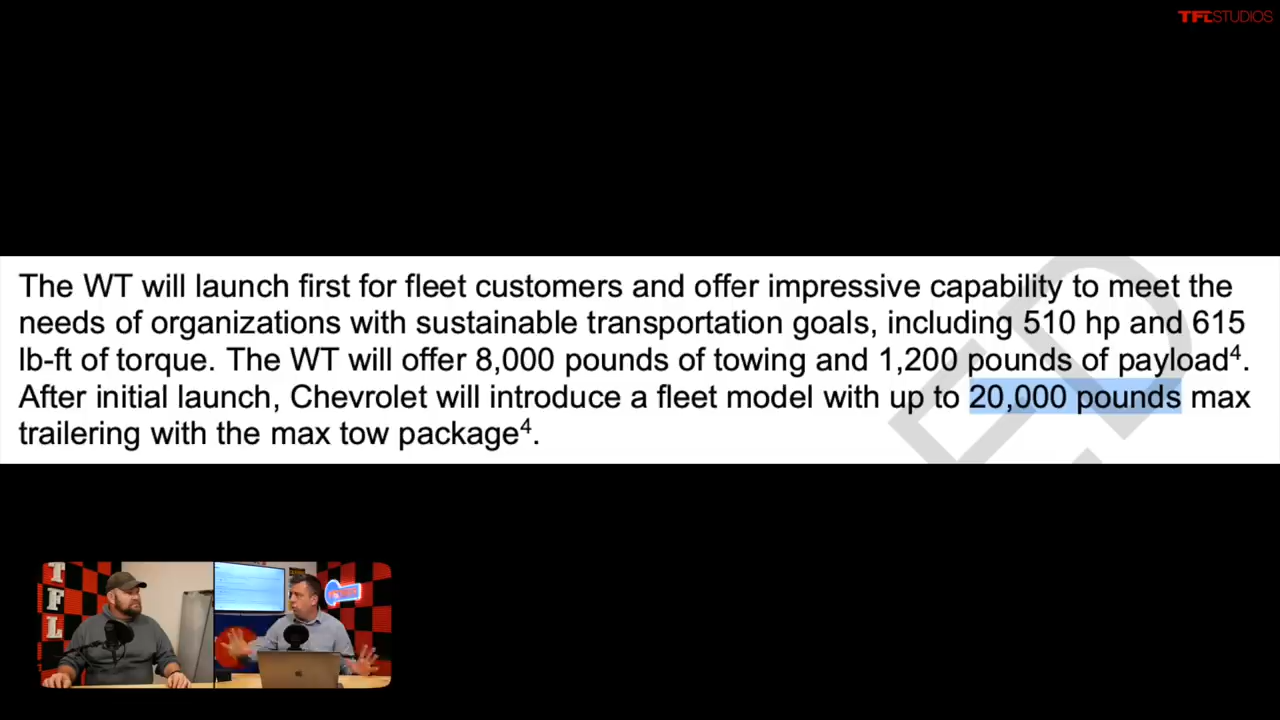 TFLSTUDIOS
The WT will launch first for fleet customers and offer impressive capability to meet the
needs of organizations with sustainable transportation goals, including 510 hp and 615
lb-ft of torque. The WT will offer 8,000 pounds of towing and 1,200 pounds of payload⁴.
After initial launch, Chevrolet will introduce a fleet model with up to 20,000 pounds max
trailering with the max tow package⁴.
TFL